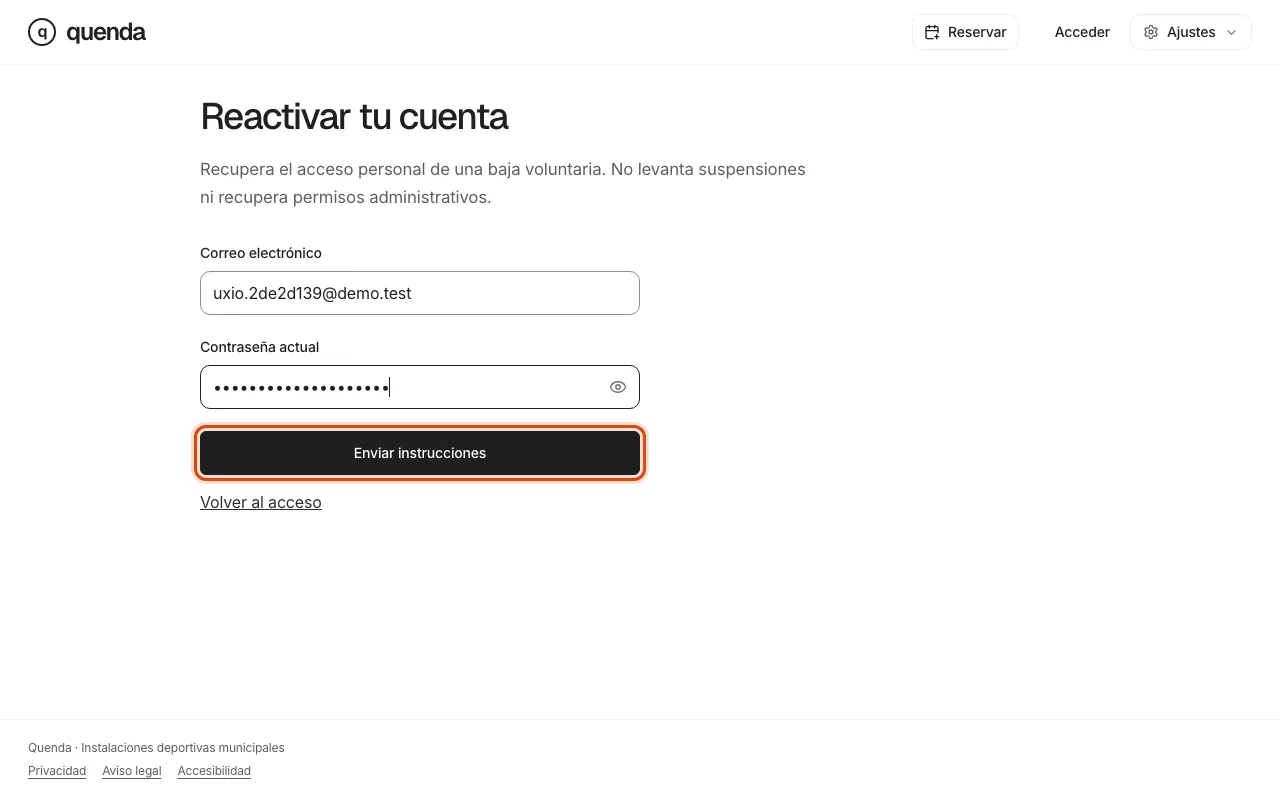 q quenda
Reservar
Acceder
Ajustes
Reactivar tu cuenta
Recupera el acceso personal de una baja voluntaria. No levanta suspensiones
ni recupera permisos administrativos.
Correo electrónico
uxio.2de2d139@demo.test
Contraseña actual
••••••••••••••••••••
Enviar instrucciones
Volver al acceso
Quenda · Instalaciones deportivas municipales
Privacidad Aviso legal Accesibilidad